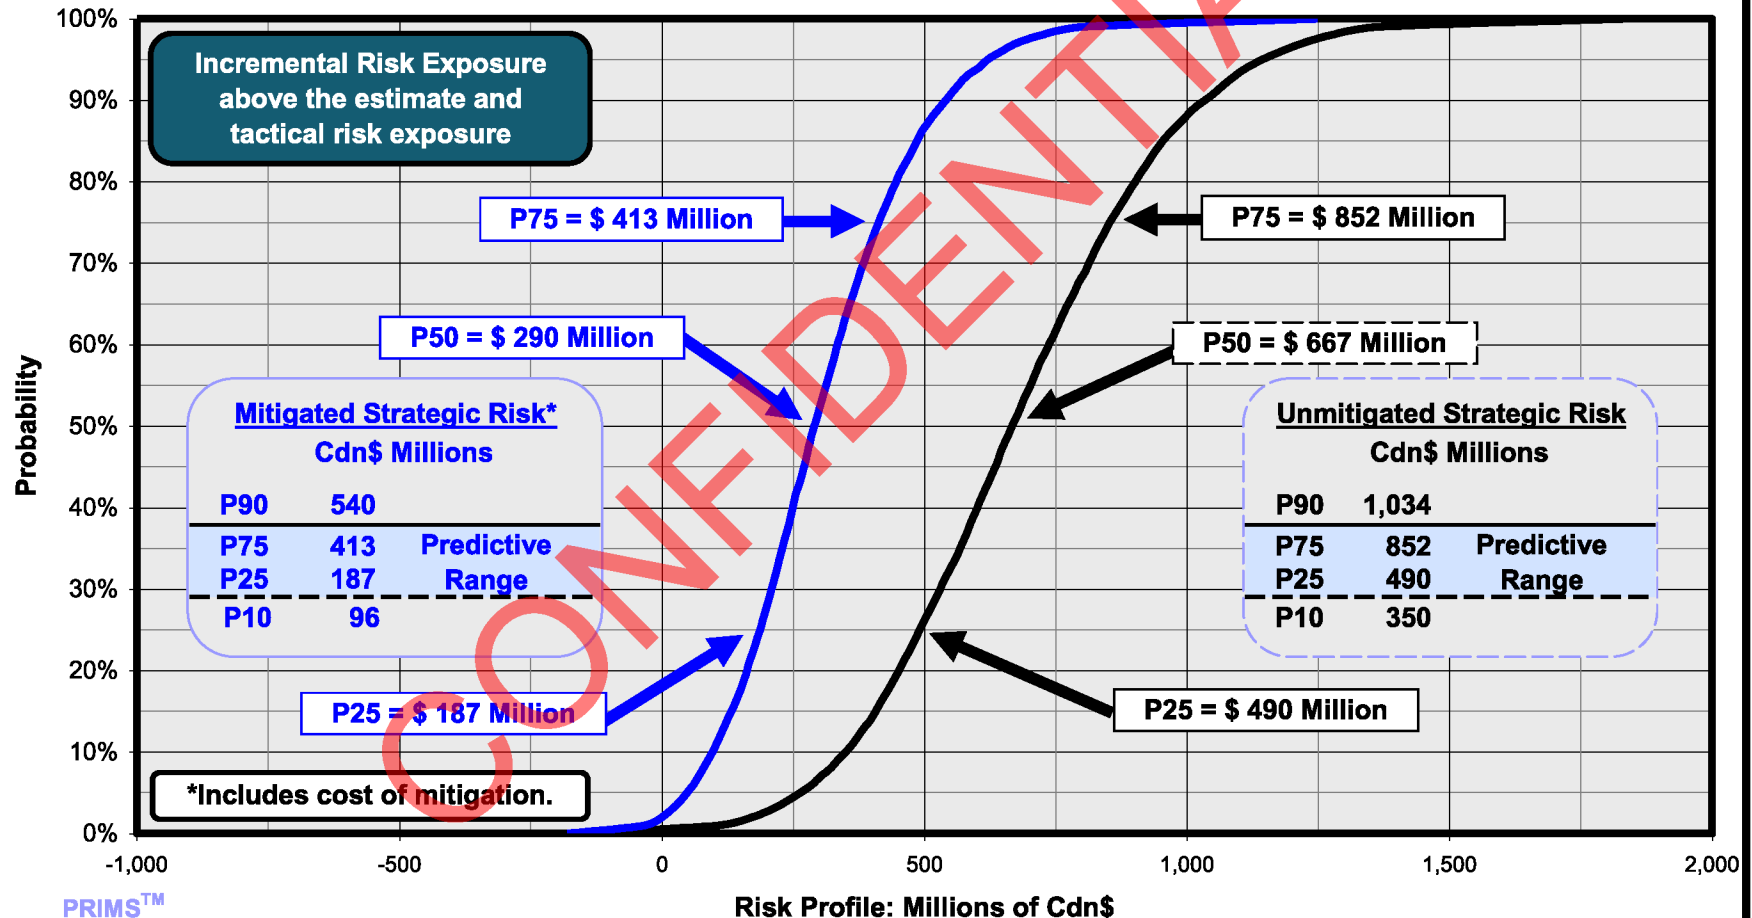 100%
90%
80%
70%
60%
50%
40%
30%
20%
10%
0%
Probability
Incremental Risk Exposure
above the estimate and
tactical risk exposure
P75 = $ 413 Million
P75 = $ 852 Million
P50 = $ 290 Million
P50 = $ 667 Million
Mitigated Strategic Risk*
Cdn$ Millions
P90 540
P75 413 Predictive
P25 187 Range
P10 96
Unmitigated Strategic Risk
Cdn$ Millions
P90 1,034
P75 852 Predictive
P25 490 Range
P10 350
P25 = $ 187 Million
P25 = $ 490 Million
*Includes cost of mitigation.
CONFIDENTIA
-1,000 -500 0 500 1,000 1,500 2,000
PRIMS™
Risk Profile: Millions of Cdn$